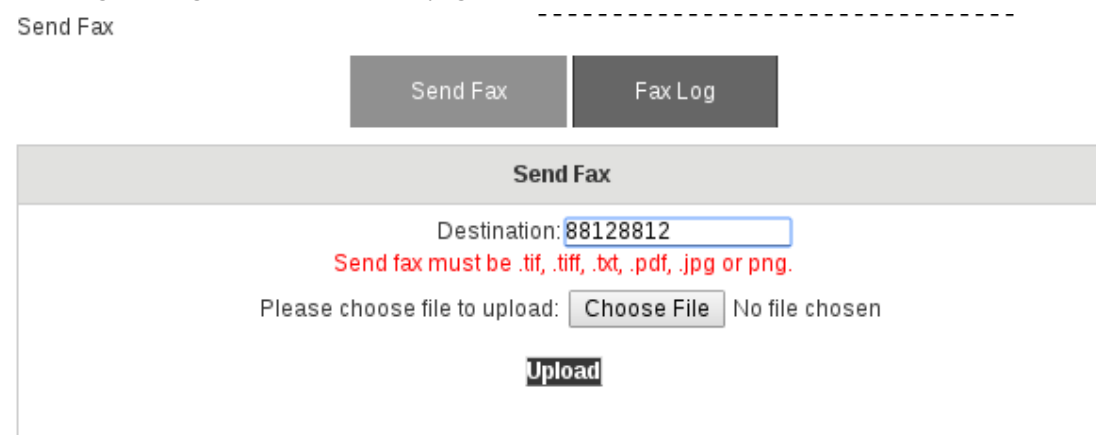 Send Fax
Send Fax
Fax Log
Send Fax
Destination: 88128812
Send fax must be .tif, .tiff, .txt, .pdf, .jpg or png.
Please choose file to upload: Choose File No file chosen
Upload